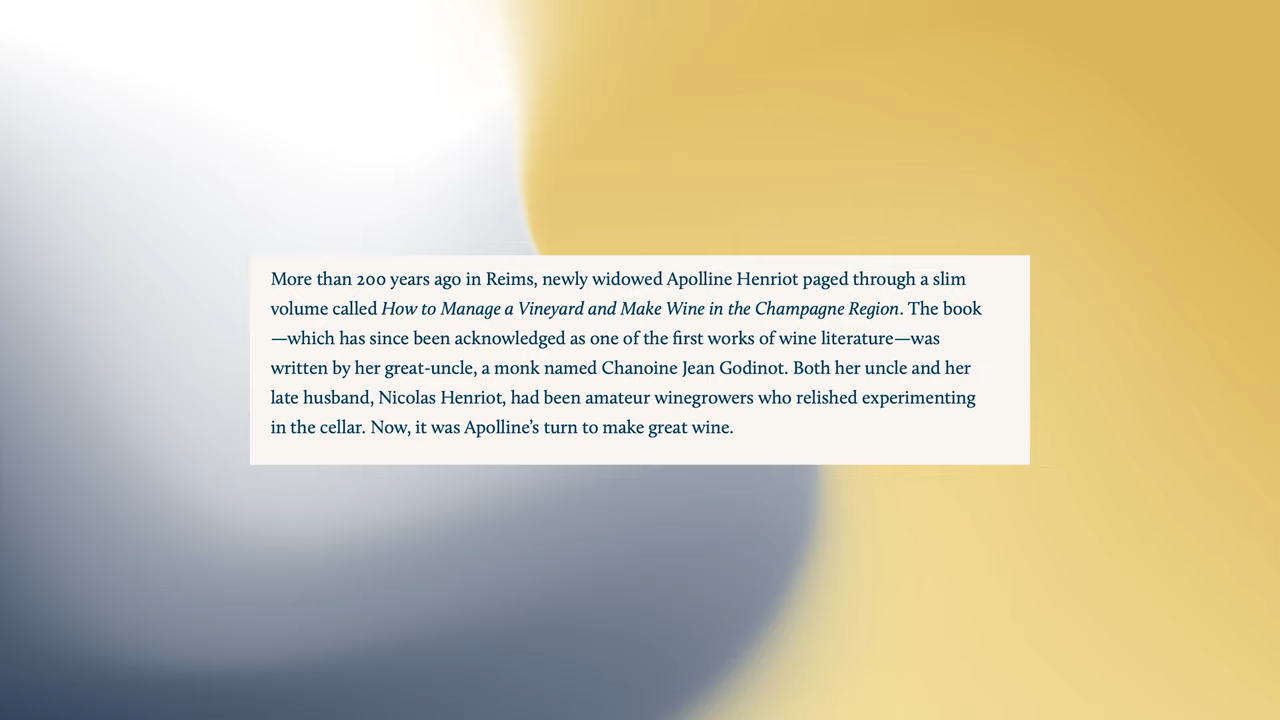 More than 200 years ago in Reims, newly widowed Apolline Henriot paged through a slim
volume called How to Manage a Vineyard and Make Wine in the Champagne Region. The book
—which has since been acknowledged as one of the first works of wine literature—was
written by her great-uncle, a monk named Chanoine Jean Godinot. Both her uncle and her
late husband, Nicolas Henriot, had been amateur winegrowers who relished experimenting
in the cellar. Now, it was Apolline’s turn to make great wine.